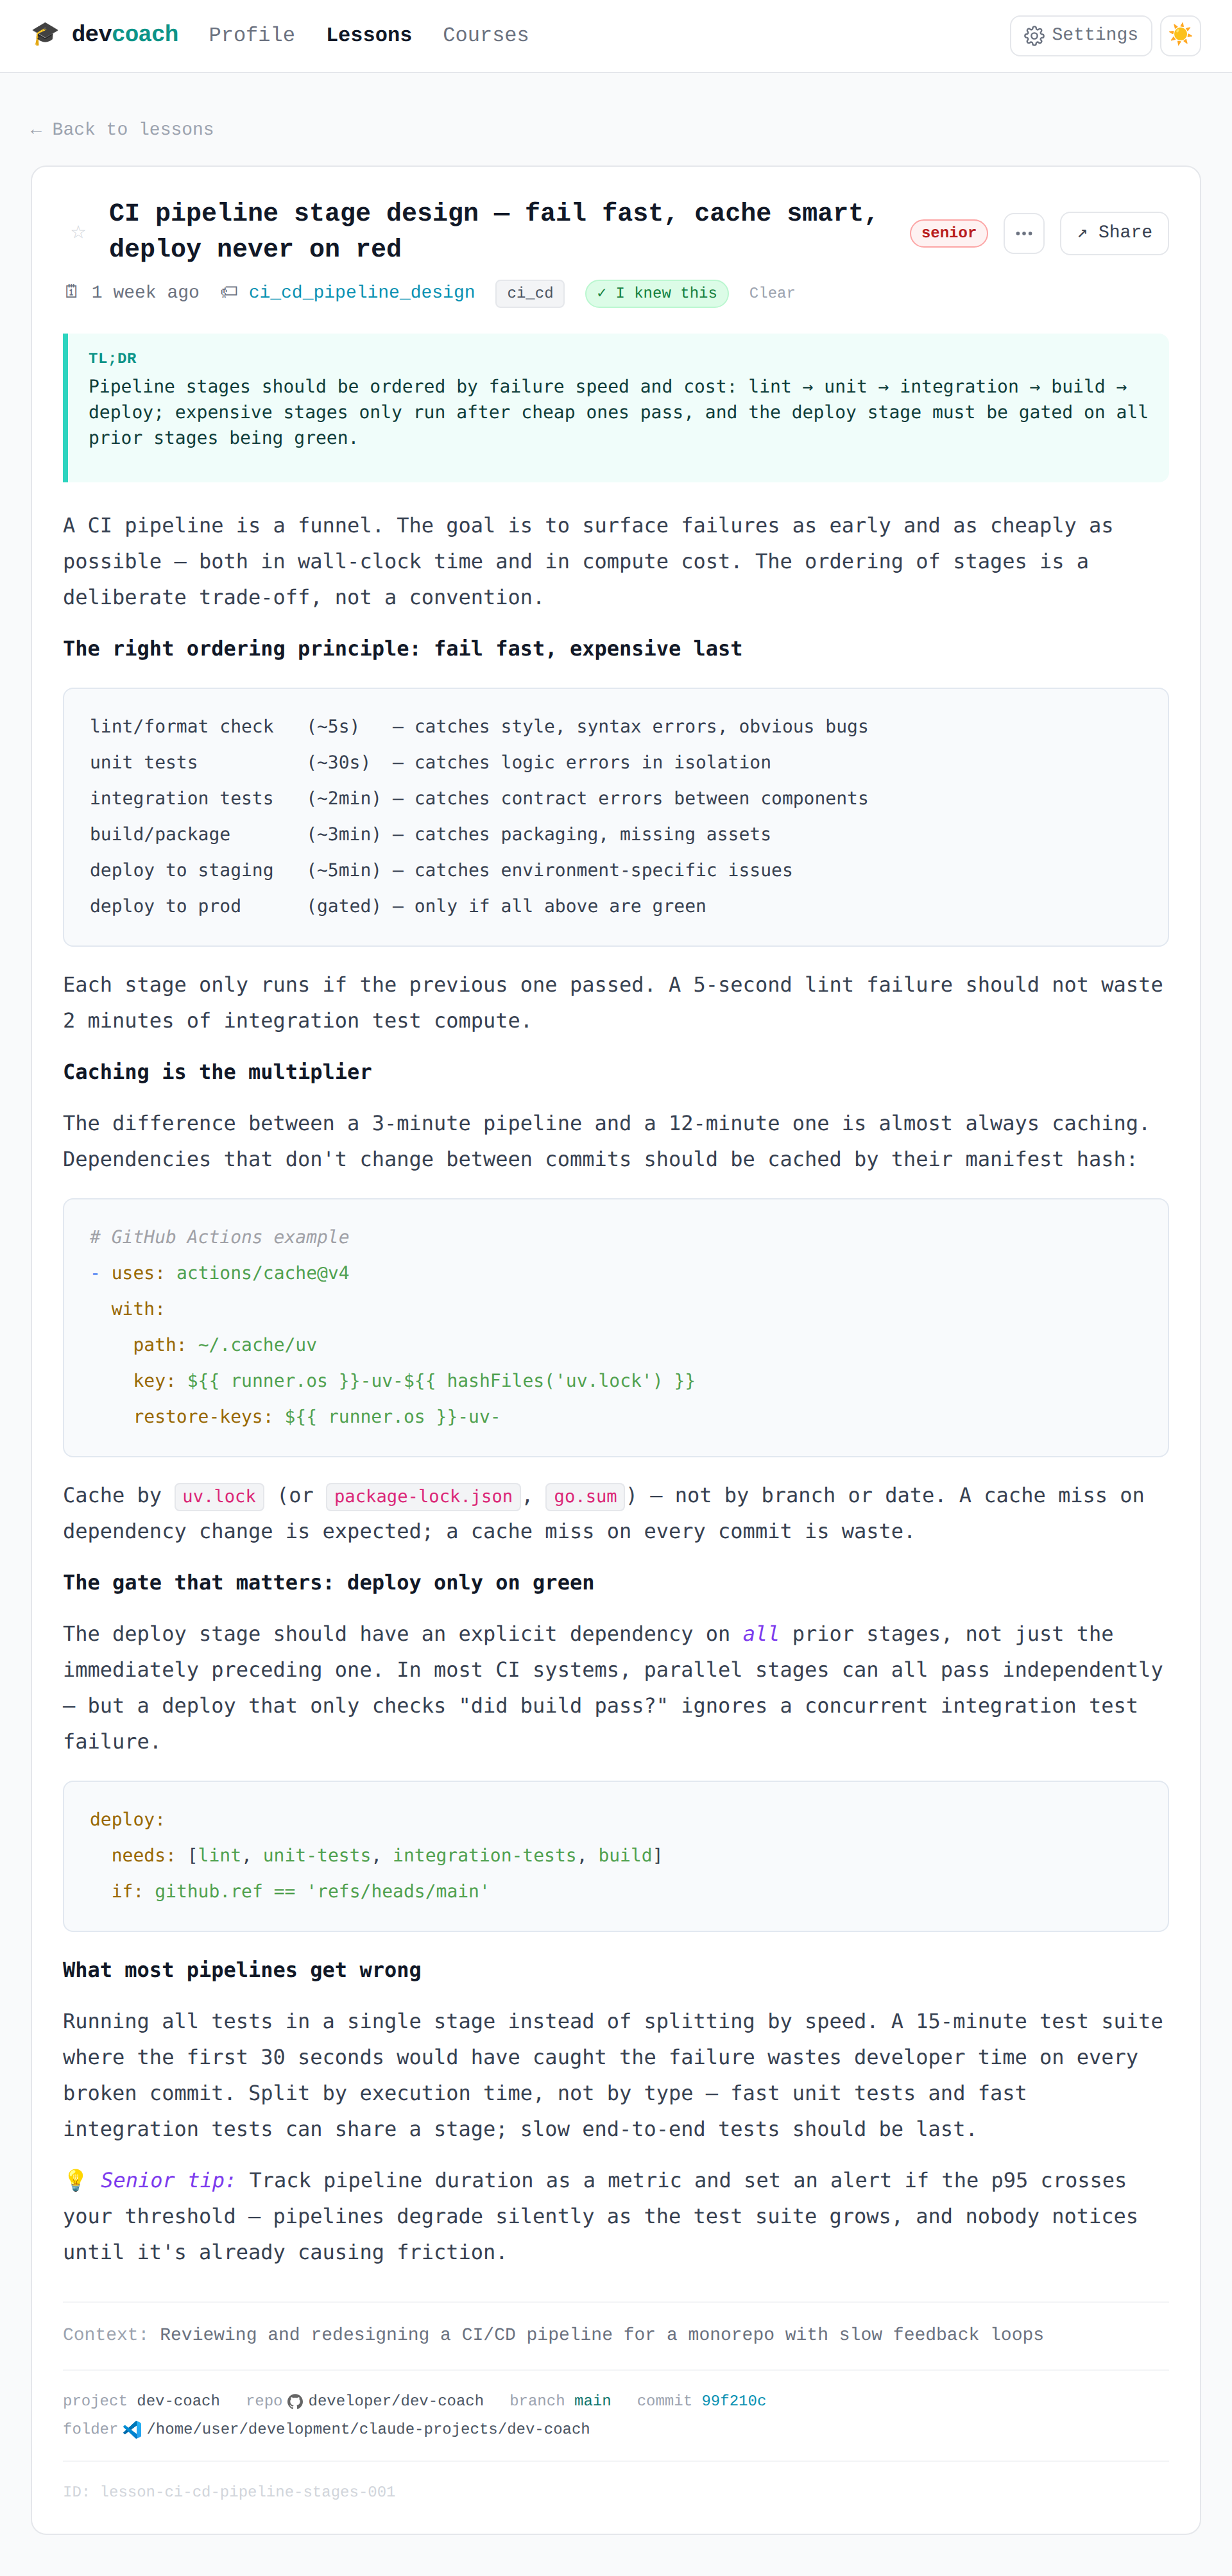 devcoach Profile Lessons Courses Settings
← Back to lessons
CI pipeline stage design — fail fast, cache smart,
deploy never on red
senior
↗ Share
1 week ago ci_cd_pipeline_design ci_cd ✓ I knew this Clear
TL;DR
Pipeline stages should be ordered by failure speed and cost: lint → unit → integration → build →
deploy; expensive stages only run after cheap ones pass, and the deploy stage must be gated on all
prior stages being green.
A CI pipeline is a funnel. The goal is to surface failures as early and as cheaply as
possible — both in wall-clock time and in compute cost. The ordering of stages is a
deliberate trade-off, not a convention.
The right ordering principle: fail fast, expensive last
lint/format check   (~5s)   — catches style, syntax errors, obvious bugs
unit tests          (~30s)  — catches logic errors in isolation
integration tests   (~2min) — catches contract errors between components
build/package       (~3min) — catches packaging, missing assets
deploy to staging   (~5min) — catches environment-specific issues
deploy to prod      (gated) — only if all above are green
Each stage only runs if the previous one passed. A 5-second lint failure should not waste
2 minutes of integration test compute.
Caching is the multiplier
The difference between a 3-minute pipeline and a 12-minute one is almost always caching.
Dependencies that don't change between commits should be cached by their manifest hash:
# GitHub Actions example
- uses: actions/cache@v4
  with:
    path: ~/.cache/uv
    key: ${{ runner.os }}-uv-${{ hashFiles('uv.lock') }}
    restore-keys: ${{ runner.os }}-uv-
Cache by uv.lock (or package-lock.json, go.sum) — not by branch or date. A cache miss on
dependency change is expected; a cache miss on every commit is waste.
The gate that matters: deploy only on green
The deploy stage should have an explicit dependency on all prior stages, not just the
immediately preceding one. In most CI systems, parallel stages can all pass independently
— but a deploy that only checks "did build pass?" ignores a concurrent integration test
failure.
deploy:
  needs: [lint, unit-tests, integration-tests, build]
  if: github.ref == 'refs/heads/main'
What most pipelines get wrong
Running all tests in a single stage instead of splitting by speed. A 15-minute test suite
where the first 30 seconds would have caught the failure wastes developer time on every
broken commit. Split by execution time, not by type — fast unit tests and fast
integration tests can share a stage; slow end-to-end tests should be last.
💡 Senior tip: Track pipeline duration as a metric and set an alert if the p95 crosses
your threshold — pipelines degrade silently as the test suite grows, and nobody notices
until it's already causing friction.
Context: Reviewing and redesigning a CI/CD pipeline for a monorepo with slow feedback loops
project dev-coach repo developer/dev-coach branch main commit 99f210c
folder /home/user/development/claude-projects/dev-coach
ID: lesson-ci-cd-pipeline-stages-001